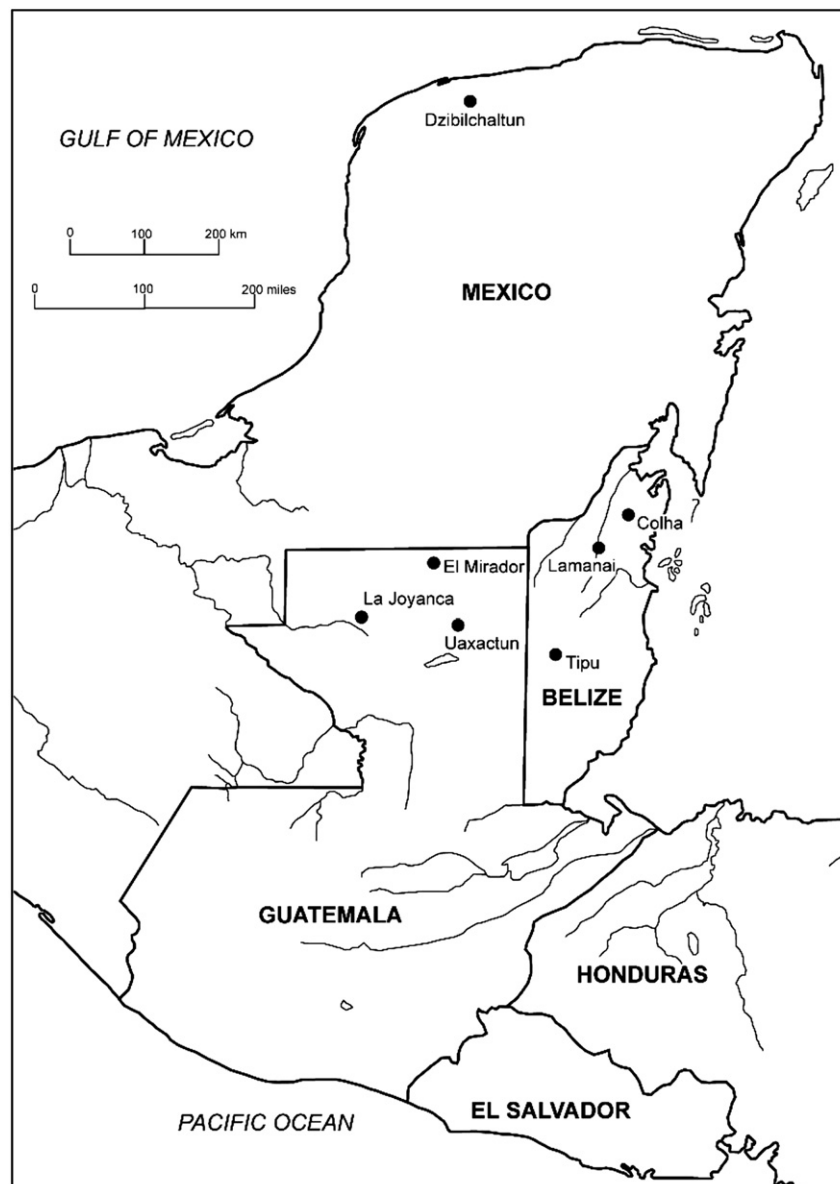 Dzibilchaltun
GULF OF MEXICO
0 100 200 km
0 100 200 miles
MEXICO
Colha
Lamanai
El Mirador
La Joyanca
Uaxactun
Tipu
BELIZE
GUATEMALA
HONDURAS
EL SALVADOR
PACIFIC OCEAN